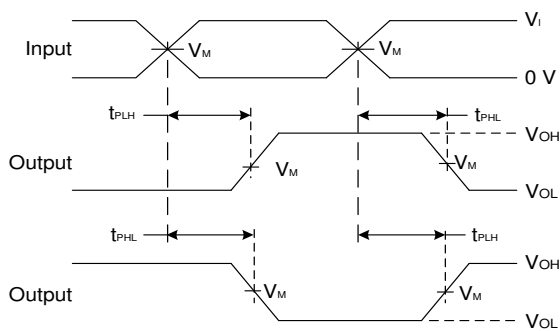 V_I
Input V_M V_M
0 V
t_PLH t_PHL
V_OH
Output V_M V_M
V_OL
t_PHL t_PLH
V_OH
Output V_M V_M
V_OL